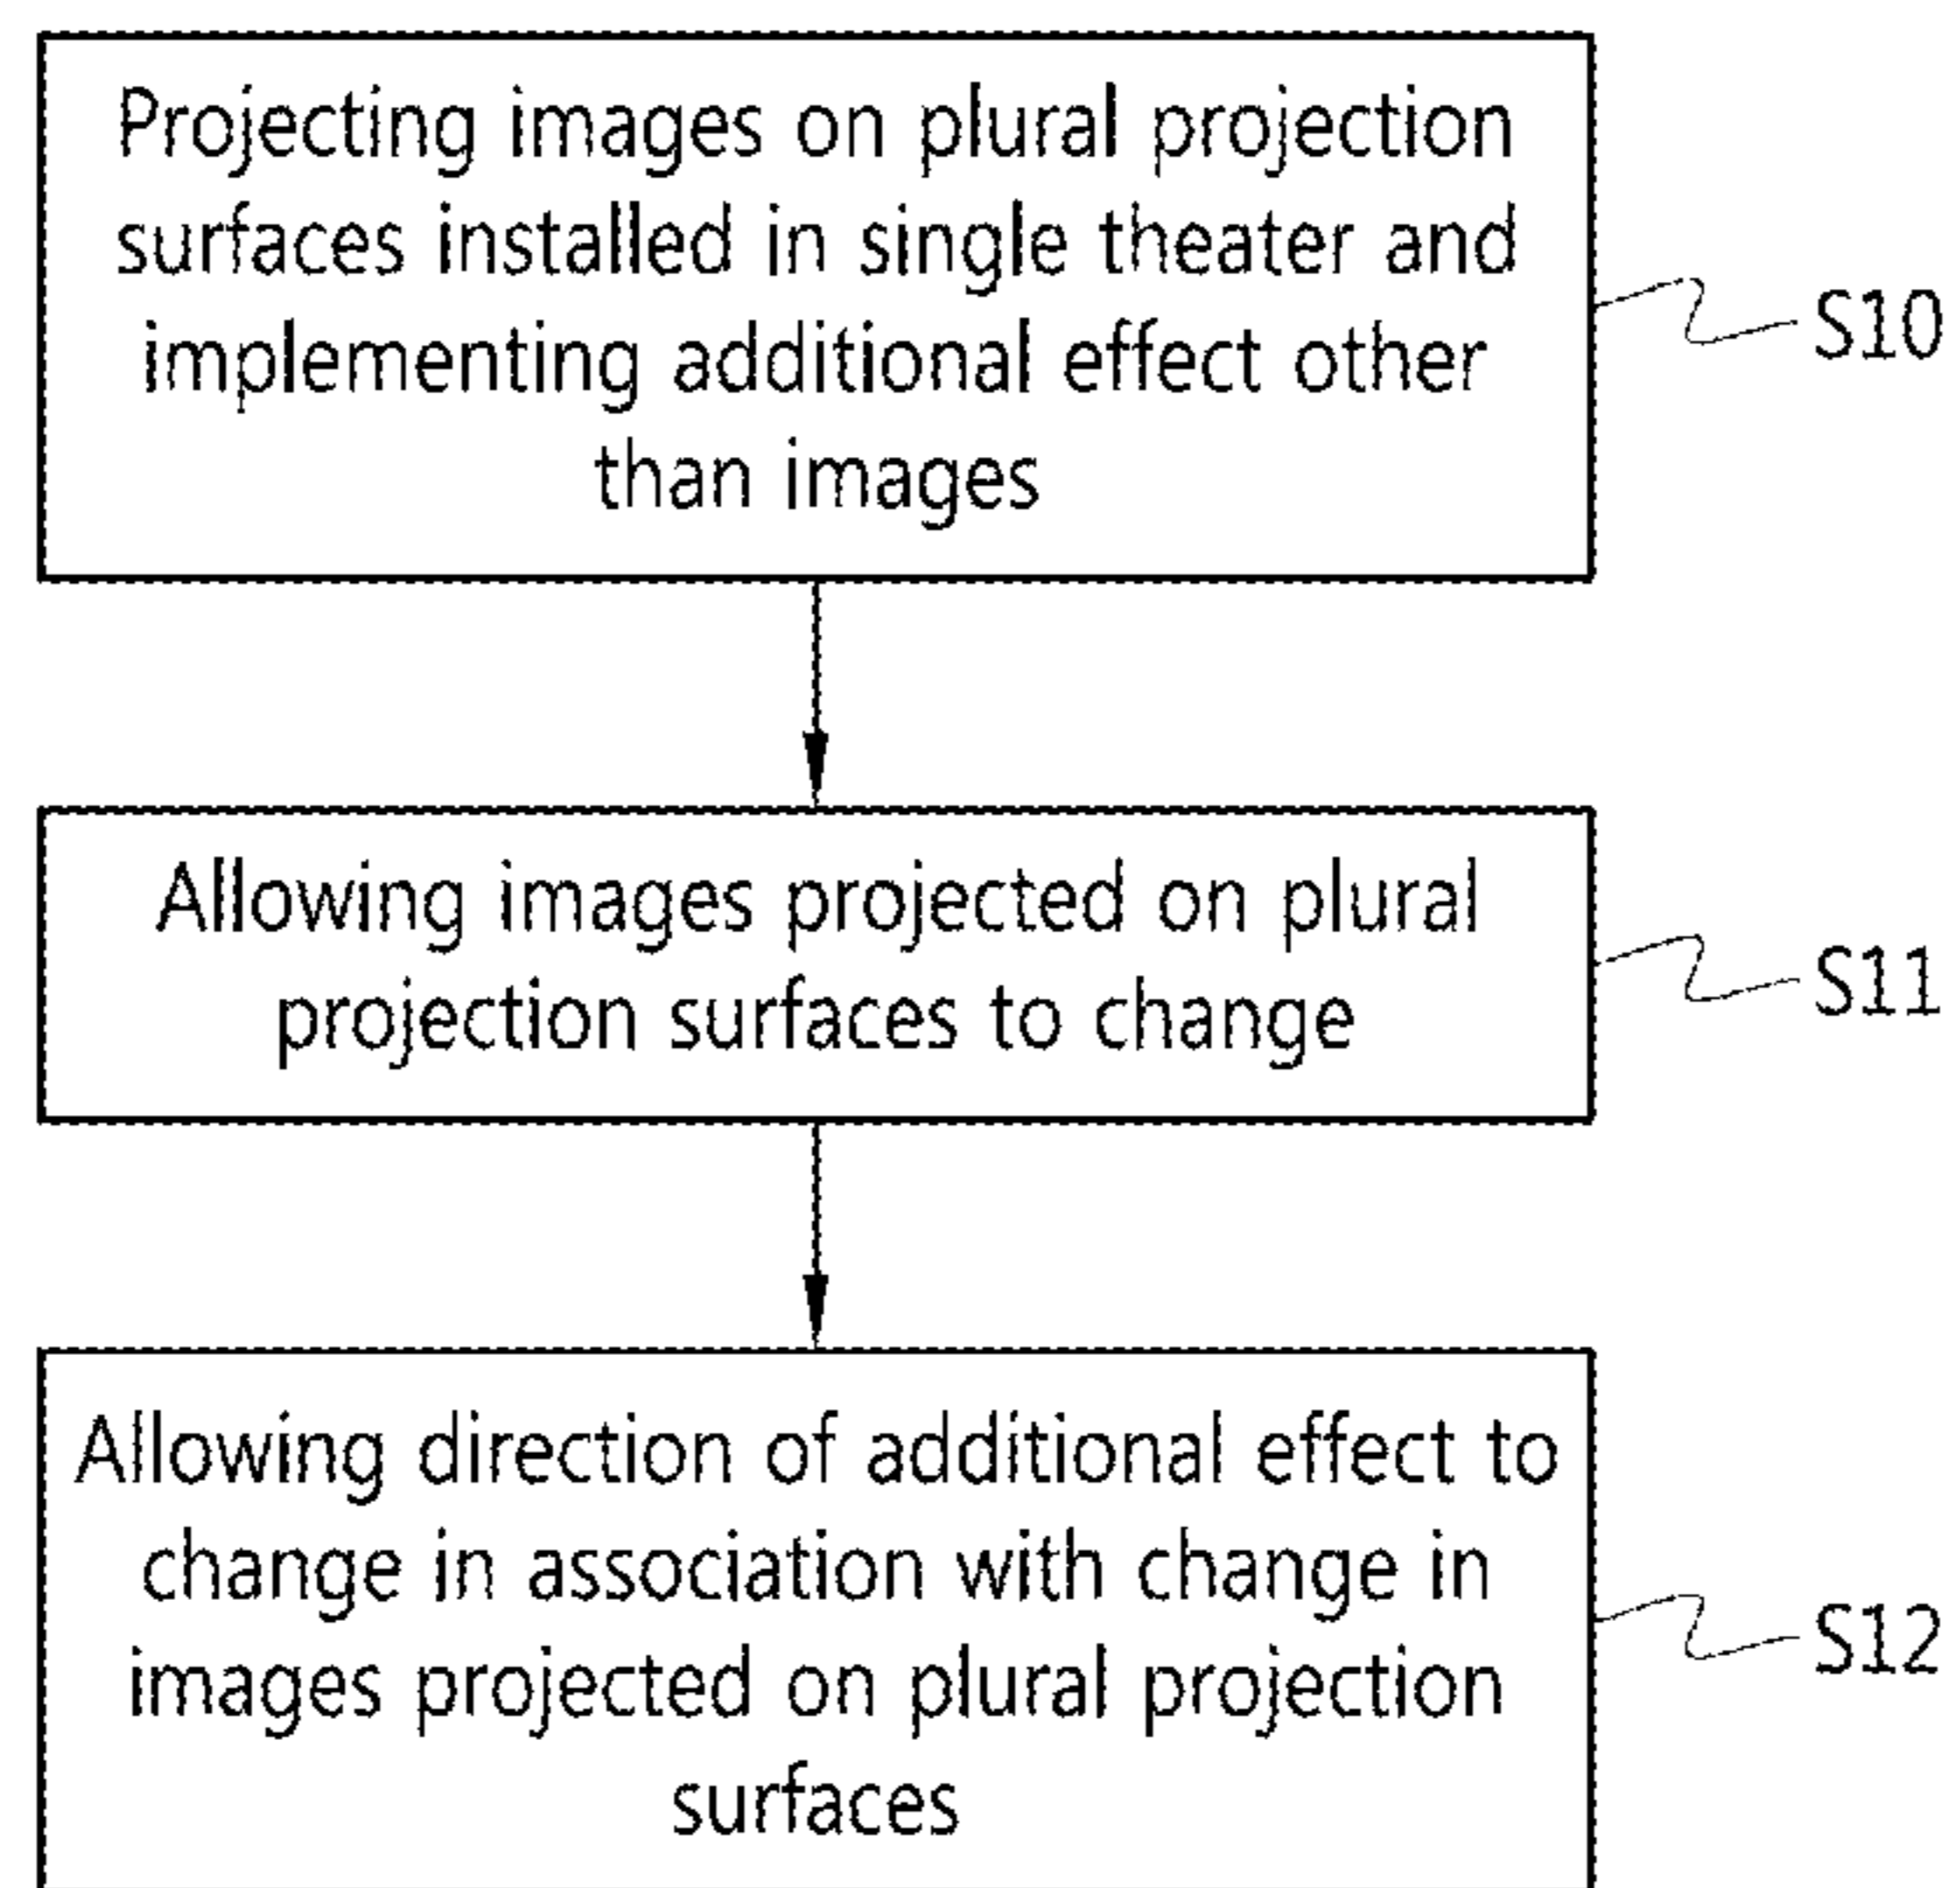 Projecting images on plural projection
surfaces installed in single theater and
implementing additional effect other
than images
S10
Allowing images projected on plural
projection surfaces to change
S11
Allowing direction of additional effect to
change in association with change in
images projected on plural projection
surfaces
S12